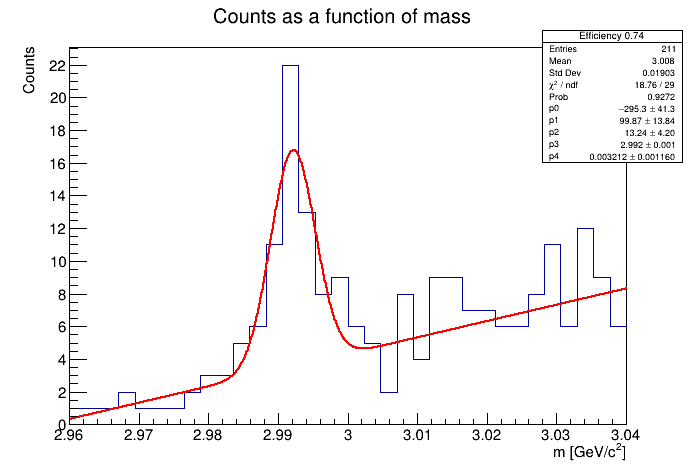 Counts as a function of mass
Efficiency 0.74
Entries 211
Mean 3.008
Std Dev 0.01903
χ² / ndf 18.76 / 29
Prob 0.9272
p0 −295.3 ± 41.3
p1 99.87 ± 13.84
p2 13.24 ± 4.20
p3 2.992 ± 0.001
p4 0.003212 ± 0.001160
Counts
22
20
18
16
14
12
10
8
6
4
2
0
2.96 2.97 2.98 2.99 3 3.01 3.02 3.03 3.04
m [GeV/c²]